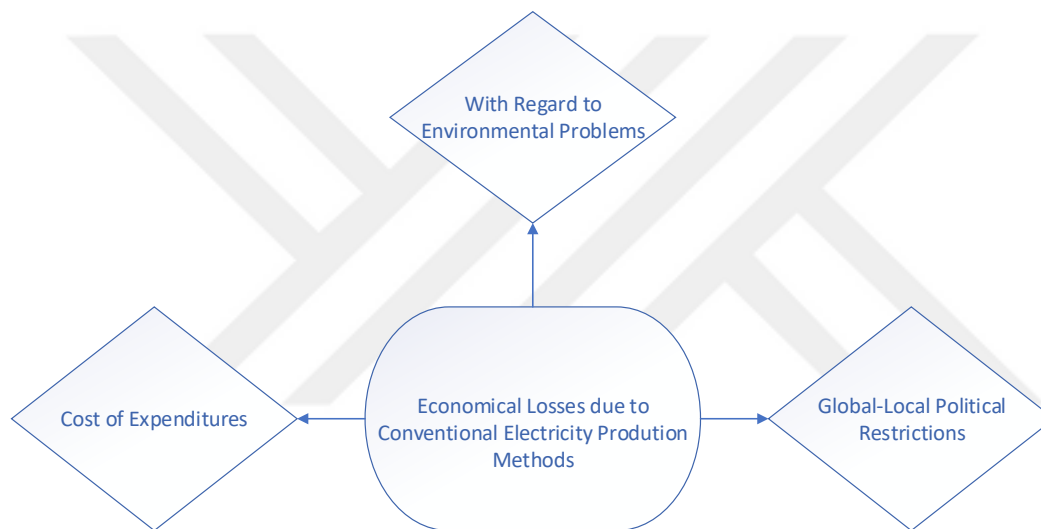 With Regard to
Environmental Problems
Cost of Expenditures
Economical Losses due to
Conventional Electricity Prodution
Methods
Global-Local Political
Restrictions